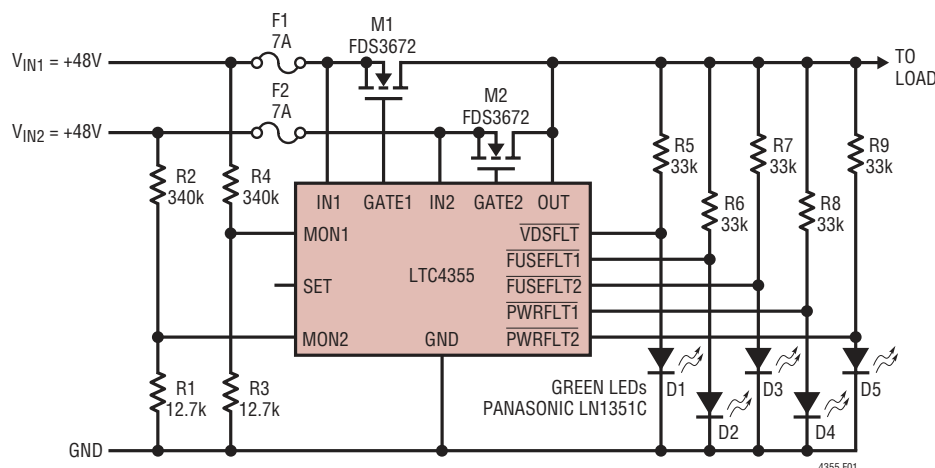 F1
7A
M1
FDS3672
VIN1 = +48V
TO
LOAD
F2
7A
M2
FDS3672
VIN2 = +48V
R2
340k
R4
340k
R5
33k
R7
33k
R9
33k
R6
33k
R8
33k
IN1 GATE1 IN2 GATE2 OUT
MON1
VDSFLT
FUSEFLT1
LTC4355
SET
FUSEFLT2
PWRFLT1
MON2
GND
PWRFLT2
R1
12.7k
R3
12.7k
GREEN LEDs
PANASONIC LN1351C
D1
D2
D3
D4
D5
GND
4355 F01